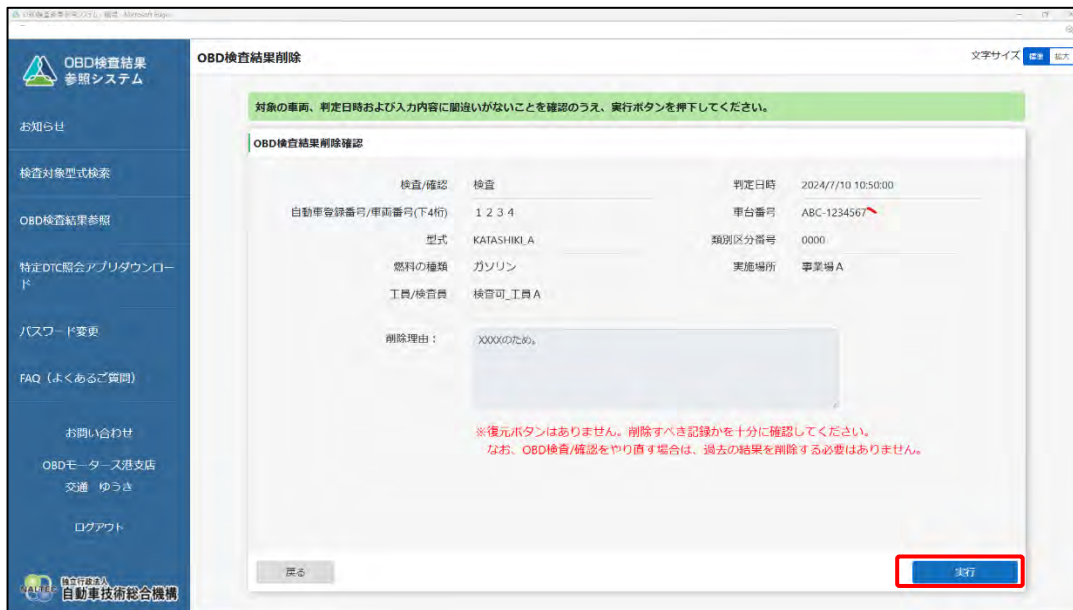 OBD検査結果
参照システム
お知らせ
検査対象型式検索
OBD検査結果参照
特定DTC照会アプリダウンロー
ド
パスワード変更
FAQ（よくあるご質問）
お問い合わせ
OBDモータース港支店
交通 ゆうき
ログアウト
NALTEC
独立行政法人
自動車技術総合機構
OBD検査結果削除
文字サイズ 標準 拡大
対象の車両、判定日時および入力内容に間違いがないことを確認のうえ、実行ボタンを押下してください。
OBD検査結果削除確認
検査/確認 検査 判定日時 2024/7/10 10:50:00
自動車登録番号/車両番号(下4桁) 1234 車台番号 ABC-1234567
型式 KATASHIKI_A 類別区分番号 0000
燃料の種類 ガソリン 実施場所 事業場A
工員/検査員 検査可_工員A
削除理由： XXXXのため。
※復元ボタンはありません。削除すべき記録かを十分に確認してください。
なお、OBD検査/確認をやり直す場合は、過去の結果を削除する必要はありません。
戻る 実行